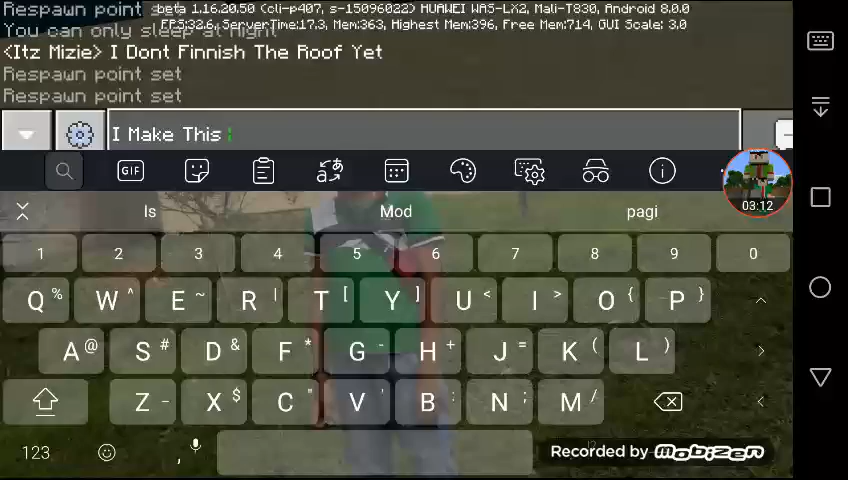 Respawn point set
beta 1.16.20.50 (cli-p407, s-15096022) HUAWEI WAS-LX2, Mali-T830, Android 8.0.0
You can only sleep at night
FPS:32.6, ServerTime:17.3, Mem:363, Highest Mem:396, Free Mem:714, GUI Scale: 3.0
<Itz Mizie> I Dont Finnish The Roof Yet
Respawn point set
Respawn point set
I Make This
GIF
03:12
Is Mod pagi
1 2 3 4 5 6 7 8 9 0
Q % W ^ E ~ R | T [ Y ] U < I > O { P }
A @ S # D & F * G - H + J = K ( L )
Z - X $ C " V ' B : N ; M /
123 ,
Recorded by Mobizen